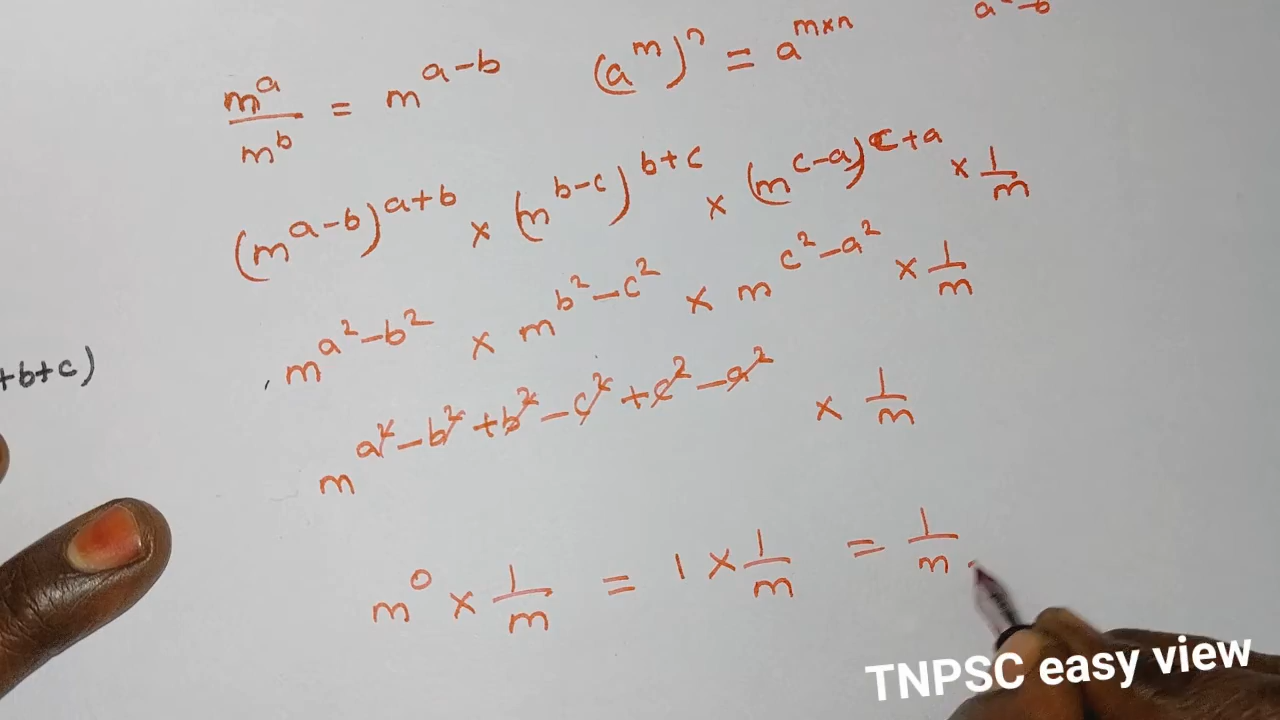 a²-b
m^a/m^b = m^(a-b) (a^m)^n = a^(m×n)
(m^(a-b))^(a+b) × (m^(b-c))^(b+c) × (m^(c-a))^(c+a) × 1/m
m^(a²-b²) × m^(b²-c²) × m^(c²-a²) × 1/m
+b+c)
m^(a²-b²+b²-c²+c²-a²) × 1/m
m^0 × 1/m = 1 × 1/m = 1/m
TNPSC easy view